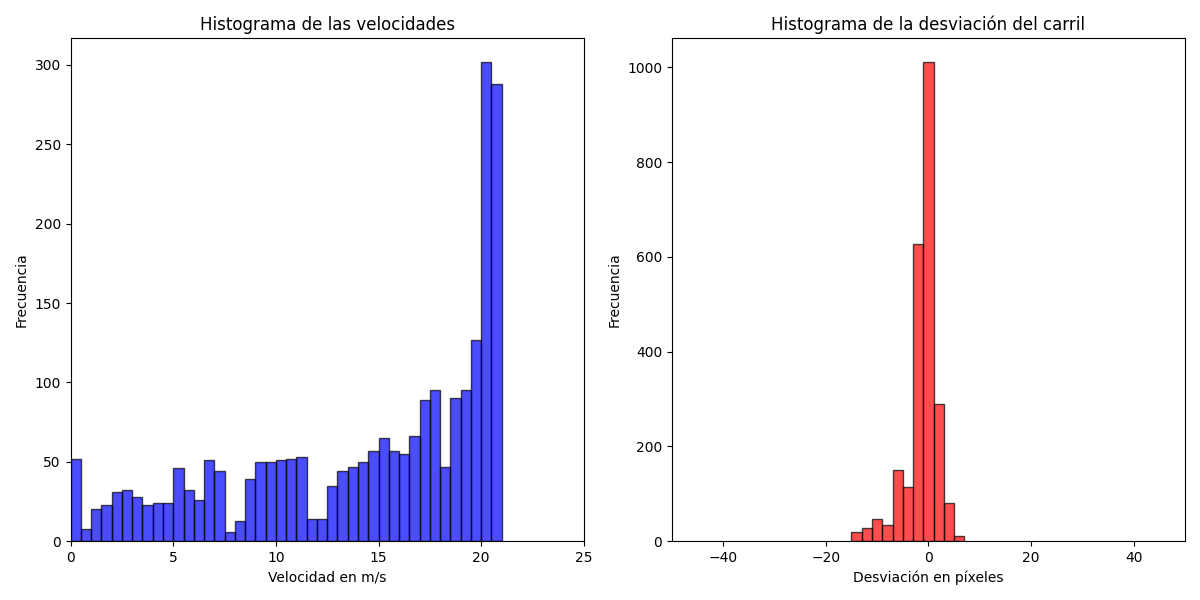 Histograma de las velocidades
300
250
200
150
100
50
0
Frecuencia
0 5 10 15 20 25
Velocidad en m/s
Histograma de la desviación del carril
1000
800
600
400
200
0
Frecuencia
−40 −20 0 20 40
Desviación en píxeles